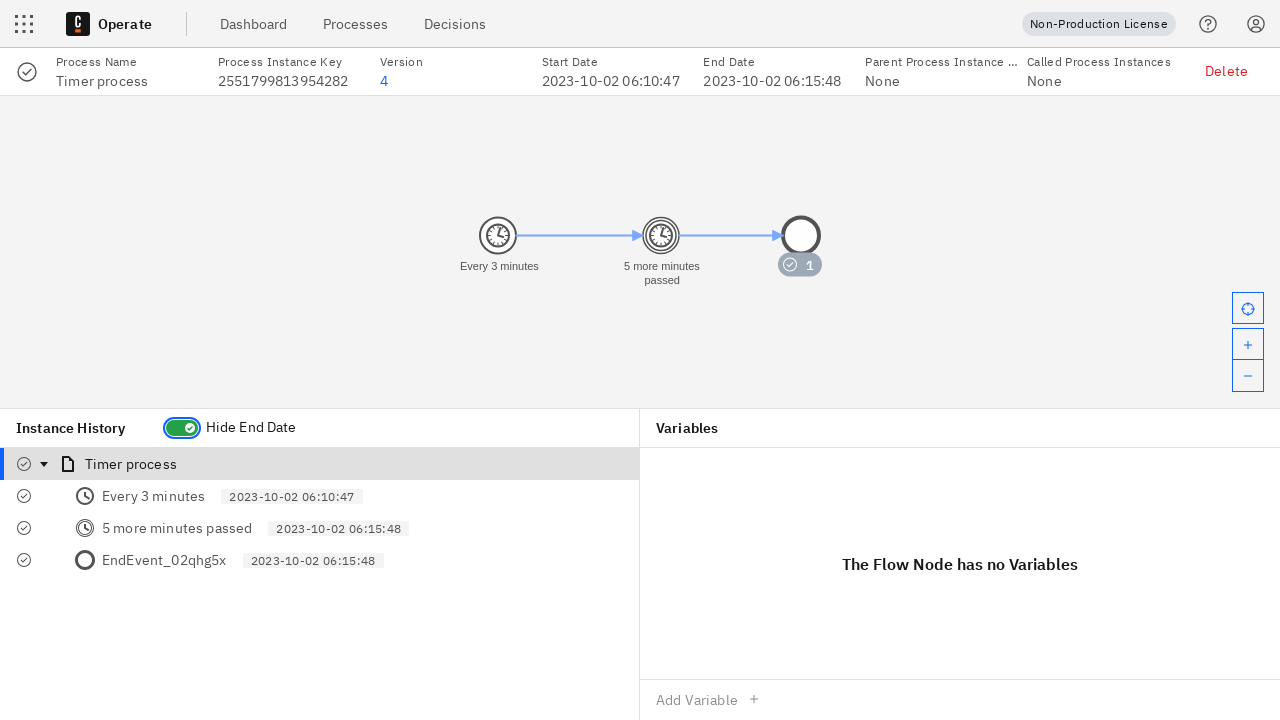 Operate
Dashboard
Processes
Decisions
Non-Production License
Process Name
Timer process
Process Instance Key
2551799813954282
Version
4
Start Date
2023-10-02 06:10:47
End Date
2023-10-02 06:15:48
Parent Process Instance ...
None
Called Process Instances
None
Delete
Every 3 minutes
5 more minutes
passed
1
Instance History
Hide End Date
Timer process
Every 3 minutes 2023-10-02 06:10:47
5 more minutes passed 2023-10-02 06:15:48
EndEvent_02qhg5x 2023-10-02 06:15:48
Variables
The Flow Node has no Variables
Add Variable +